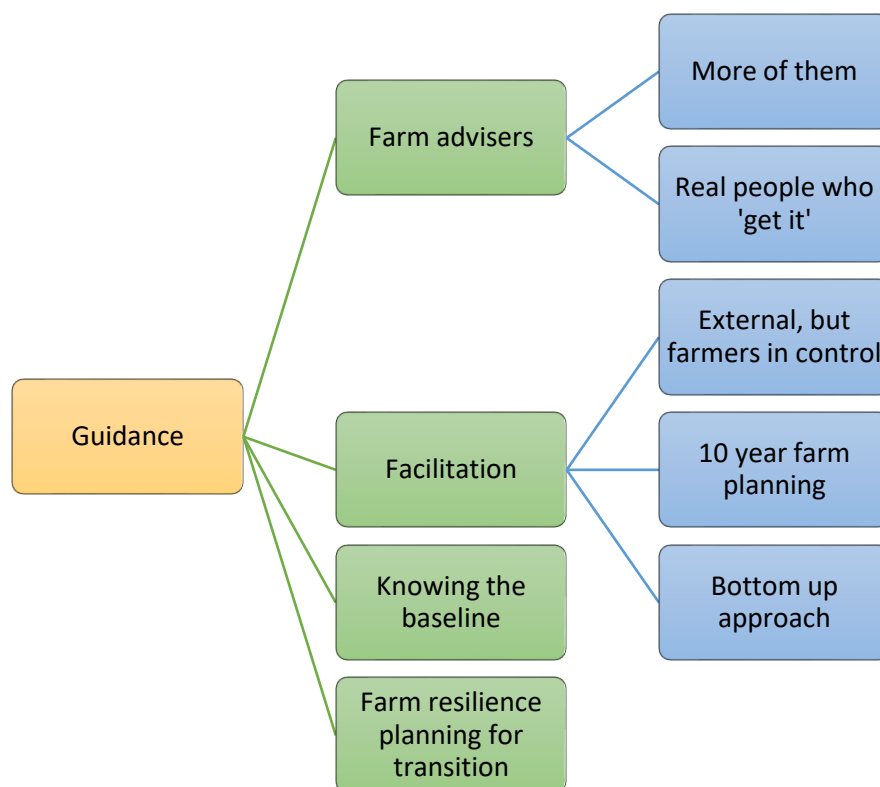 Guidance
Farm advisers
More of them
Real people who
'get it'
Facilitation
External, but
farmers in control
10 year farm
planning
Bottom up
approach
Knowing the
baseline
Farm resilience
planning for
transition